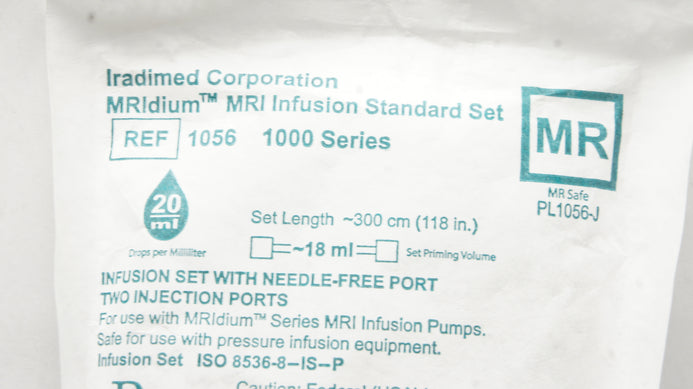 Iradimed Corporation
MRIdium™ MRI Infusion Standard Set
REF 1056 1000 Series
MR
MR Safe
PL1056-J
20
ml
Drops per Milliliter
Set Length ~300 cm (118 in.)
~18 ml
Set Priming Volume
INFUSION SET WITH NEEDLE-FREE PORT
TWO INJECTION PORTS
For use with MRIdium™ Series MRI Infusion Pumps.
Safe for use with pressure infusion equipment.
Infusion Set ISO 8536-8-IS-P
Caution: Federal (USA)